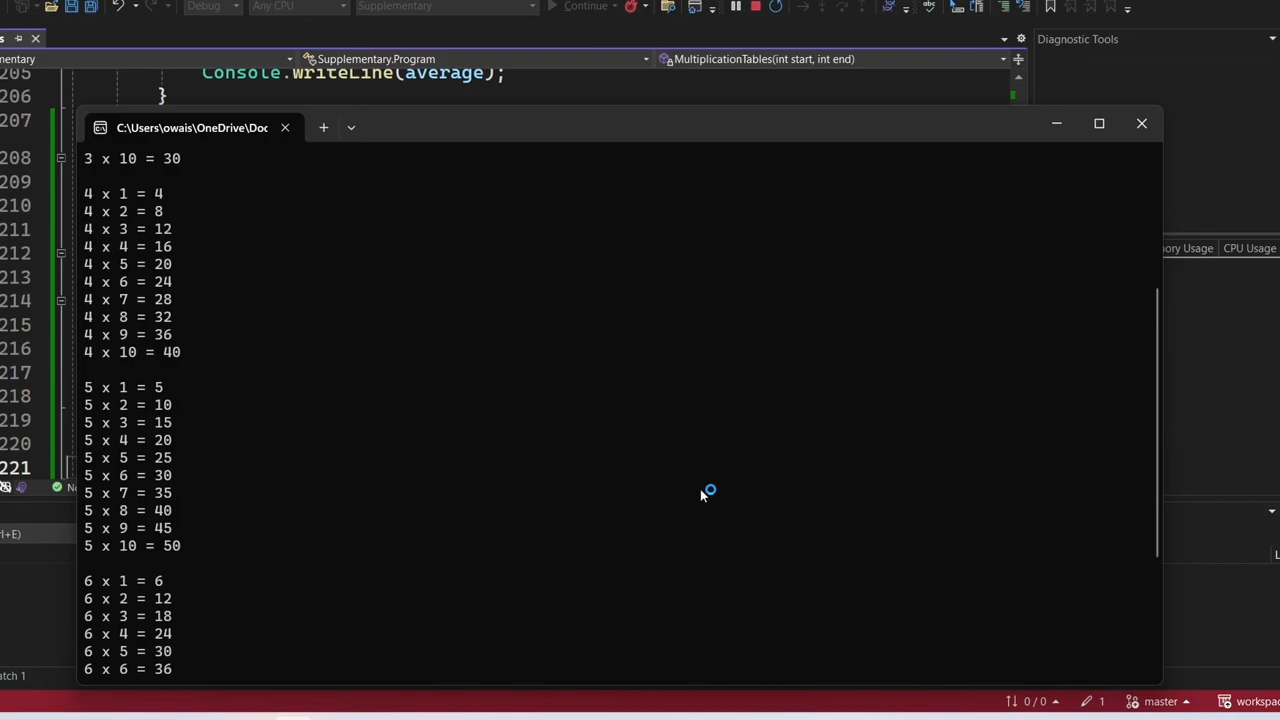 Debug
Any CPU
Supplementary
Continue
s
Diagnostic Tools
mentary
Supplementary.Program
MultiplicationTables(int start, int end)
205
Console.WriteLine(average);
206
}
207
C:\Users\owais\OneDrive\Doc
208
3 x 10 = 30
209
4 x 1 = 4
210
4 x 2 = 8
211
4 x 3 = 12
212
4 x 4 = 16
ory Usage
CPU Usage
213
4 x 5 = 20
4 x 6 = 24
214
4 x 7 = 28
215
4 x 8 = 32
216
4 x 9 = 36
4 x 10 = 40
217
218
5 x 1 = 5
219
5 x 2 = 10
5 x 3 = 15
220
5 x 4 = 20
221
5 x 5 = 25
5 x 6 = 30
No
5 x 7 = 35
5 x 8 = 40
5 x 9 = 45
rl+E)
5 x 10 = 50
L
6 x 1 = 6
6 x 2 = 12
6 x 3 = 18
6 x 4 = 24
6 x 5 = 30
6 x 6 = 36
atch 1
0 / 0
1
master
workspac